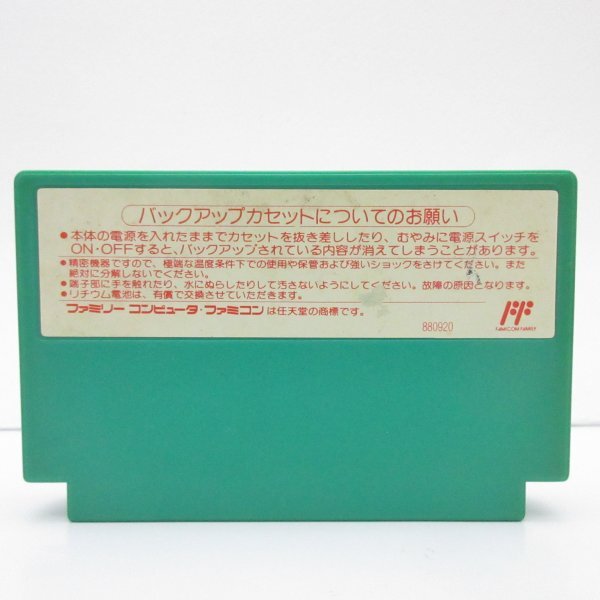 バックアップカセットについてのお願い
●本体の電源を入れたままでカセットを抜き差ししたり、むやみに電源スイッチを
ON・OFFすると、バックアップされている内容が消えてしまうことがあります。
●精密機器ですので、極端な温度条件下での使用や保管および強いショックをさけてください。また
絶対に分解しないでください。
●端子部に手を触れたり、水にぬらしたりして汚さないようにしてください。故障の原因となります。
●リチウム電池は、有償で交換させていただきます。
ファミリーコンピュータ・ファミコンは任天堂の商標です。
880920
FAMICOM FAMILY